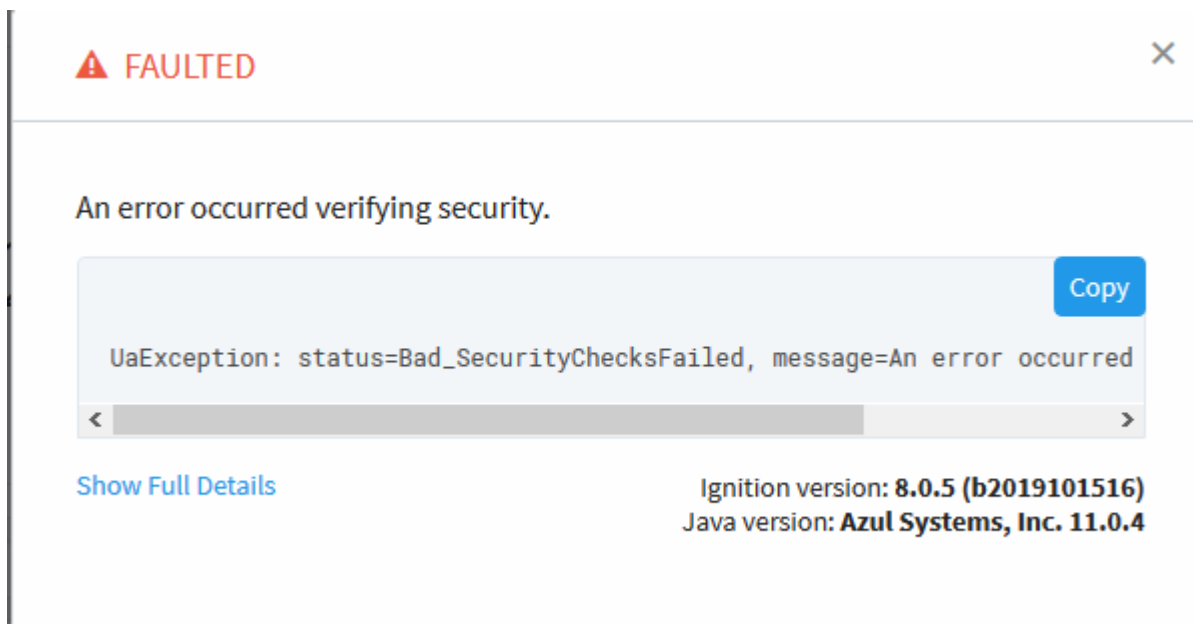 FAULTED
An error occurred verifying security.
Copy
UaException: status=Bad_SecurityChecksFailed, message=An error occurred
Show Full Details
Ignition version: 8.0.5 (b2019101516)
Java version: Azul Systems, Inc. 11.0.4